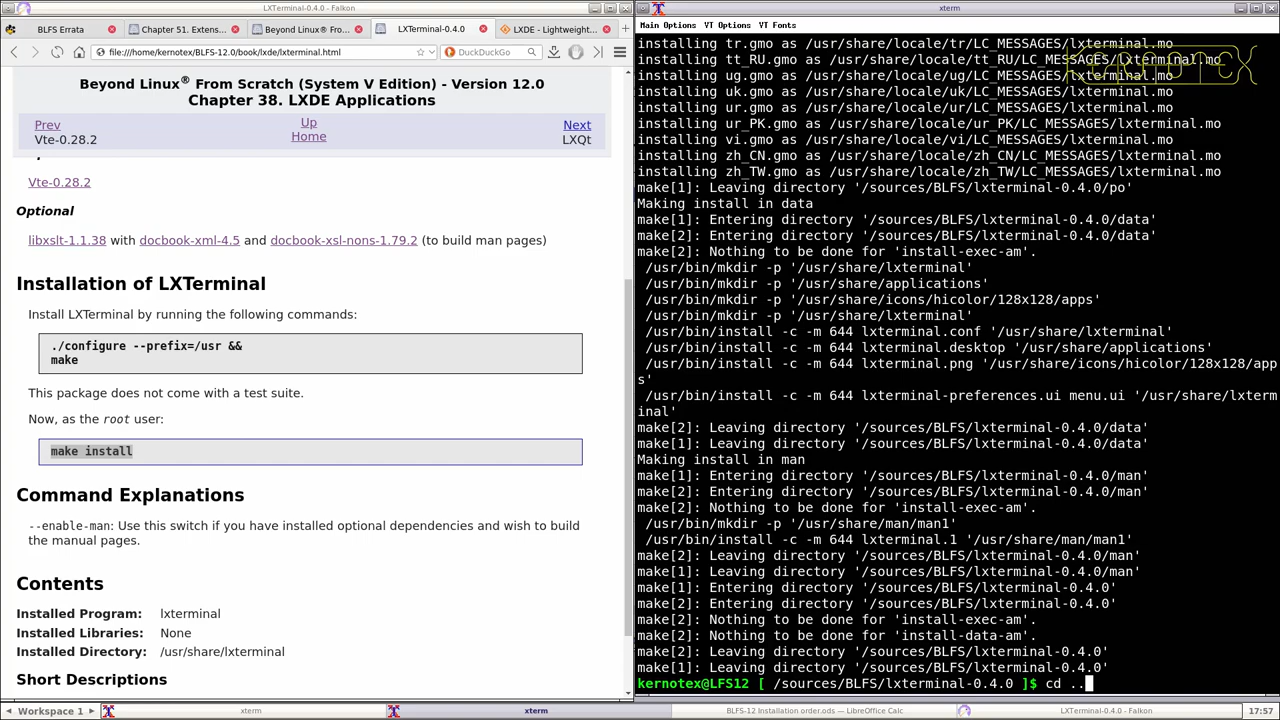 LXTerminal-0.4.0 - Falkon
BLFS Errata
Chapter 51. Extens...
Beyond Linux® From ...
LXTerminal-0.4.0
LXDE - Lightweight...
file:///home/kernotex/BLFS-12.0/book/lxde/lxterminal.html
DuckDuckGo
Beyond Linux® From Scratch (System V Edition) - Version 12.0
Chapter 38. LXDE Applications
Prev
Up
Next
Vte-0.28.2
Home
LXQt
Vte-0.28.2
Optional
libxslt-1.1.38 with docbook-xml-4.5 and docbook-xsl-nons-1.79.2 (to build man pages)
Installation of LXTerminal
Install LXTerminal by running the following commands:
./configure --prefix=/usr &&
make
This package does not come with a test suite.
Now, as the root user:
make install
Command Explanations
--enable-man: Use this switch if you have installed optional dependencies and wish to build
the manual pages.
Contents
Installed Program: lxterminal
Installed Libraries: None
Installed Directory: /usr/share/lxterminal
Short Descriptions
xterm
Main Options VT Options VT Fonts
KERNOTEX
installing tr.gmo as /usr/share/locale/tr/LC_MESSAGES/lxterminal.mo
installing tt_RU.gmo as /usr/share/locale/tt_RU/LC_MESSAGES/lxterminal.mo
installing ug.gmo as /usr/share/locale/ug/LC_MESSAGES/lxterminal.mo
installing uk.gmo as /usr/share/locale/uk/LC_MESSAGES/lxterminal.mo
installing ur.gmo as /usr/share/locale/ur/LC_MESSAGES/lxterminal.mo
installing ur_PK.gmo as /usr/share/locale/ur_PK/LC_MESSAGES/lxterminal.mo
installing vi.gmo as /usr/share/locale/vi/LC_MESSAGES/lxterminal.mo
installing zh_CN.gmo as /usr/share/locale/zh_CN/LC_MESSAGES/lxterminal.mo
installing zh_TW.gmo as /usr/share/locale/zh_TW/LC_MESSAGES/lxterminal.mo
make[1]: Leaving directory '/sources/BLFS/lxterminal-0.4.0/po'
Making install in data
make[1]: Entering directory '/sources/BLFS/lxterminal-0.4.0/data'
make[2]: Entering directory '/sources/BLFS/lxterminal-0.4.0/data'
make[2]: Nothing to be done for 'install-exec-am'.
/usr/bin/mkdir -p '/usr/share/lxterminal'
/usr/bin/mkdir -p '/usr/share/applications'
/usr/bin/mkdir -p '/usr/share/icons/hicolor/128x128/apps'
/usr/bin/mkdir -p '/usr/share/lxterminal'
/usr/bin/install -c -m 644 lxterminal.conf '/usr/share/lxterminal'
/usr/bin/install -c -m 644 lxterminal.desktop '/usr/share/applications'
/usr/bin/install -c -m 644 lxterminal.png '/usr/share/icons/hicolor/128x128/app
s'
/usr/bin/install -c -m 644 lxterminal-preferences.ui menu.ui '/usr/share/lxterm
inal'
make[2]: Leaving directory '/sources/BLFS/lxterminal-0.4.0/data'
make[1]: Leaving directory '/sources/BLFS/lxterminal-0.4.0/data'
Making install in man
make[1]: Entering directory '/sources/BLFS/lxterminal-0.4.0/man'
make[2]: Entering directory '/sources/BLFS/lxterminal-0.4.0/man'
make[2]: Nothing to be done for 'install-exec-am'.
/usr/bin/mkdir -p '/usr/share/man/man1'
/usr/bin/install -c -m 644 lxterminal.1 '/usr/share/man/man1'
make[2]: Leaving directory '/sources/BLFS/lxterminal-0.4.0/man'
make[1]: Leaving directory '/sources/BLFS/lxterminal-0.4.0/man'
make[1]: Entering directory '/sources/BLFS/lxterminal-0.4.0'
make[2]: Entering directory '/sources/BLFS/lxterminal-0.4.0'
make[2]: Nothing to be done for 'install-exec-am'.
make[2]: Nothing to be done for 'install-data-am'.
make[2]: Leaving directory '/sources/BLFS/lxterminal-0.4.0'
make[1]: Leaving directory '/sources/BLFS/lxterminal-0.4.0'
kernotex@LFS12 [ /sources/BLFS/lxterminal-0.4.0 ]$ cd ..
Workspace 1
xterm
xterm
BLFS-12 Installation order.ods — LibreOffice Calc
LXTerminal-0.4.0 - Falkon
17:57